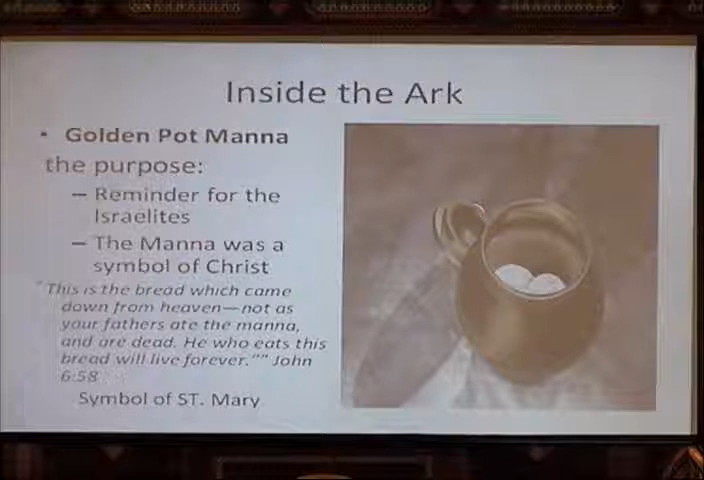 Inside the Ark
• Golden Pot Manna
the purpose:
– Reminder for the
Israelites
– The Manna was a
symbol of Christ
"This is the bread which came
down from heaven—not as
your fathers ate the manna,
and are dead. He who eats this
bread will live forever."" John
6:58
Symbol of ST. Mary